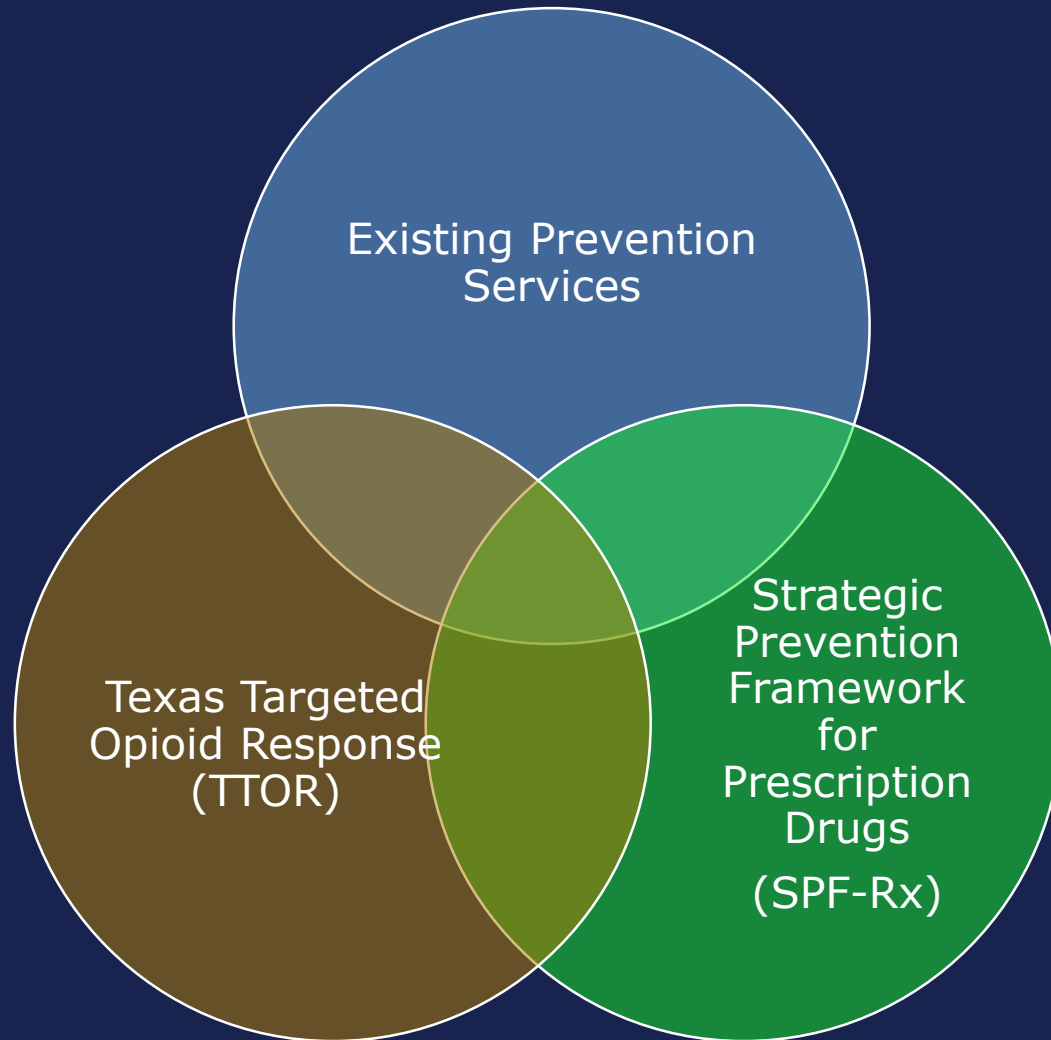 Existing Prevention
Services
Texas Targeted
Opioid Response
(TTOR)
Strategic
Prevention
Framework
for
Prescription
Drugs
(SPF-Rx)